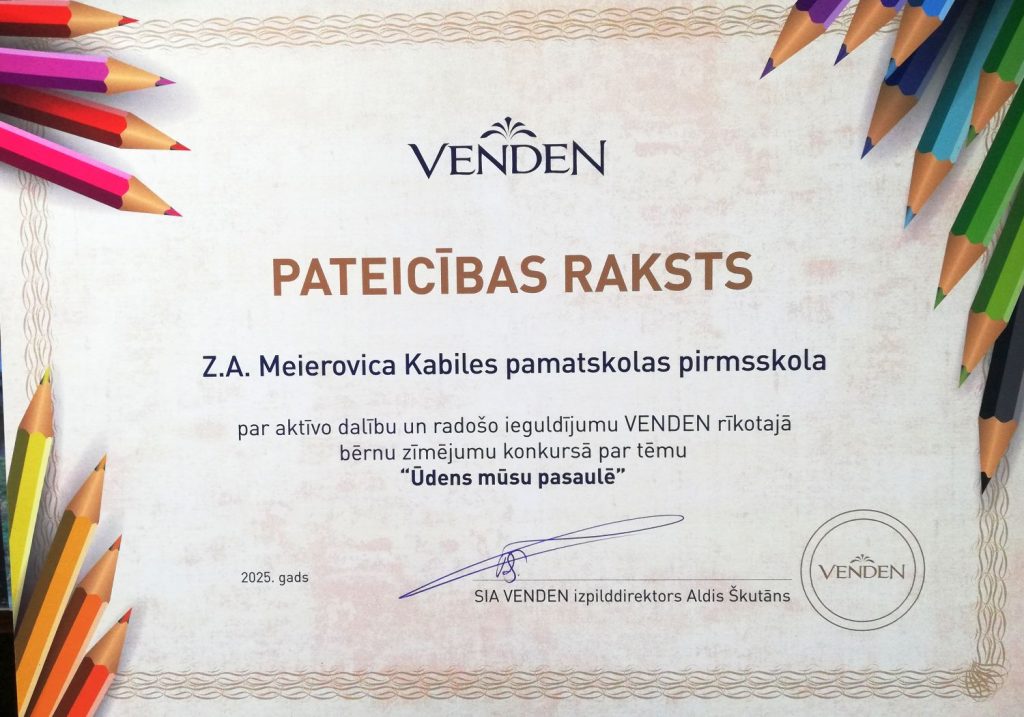 VENDEN
PATEICĪBAS RAKSTS
Z.A. Meierovica Kabiles pamatskolas pirmsskola
par aktīvo dalību un radošo ieguldījumu VENDEN rīkotajā
bērnu zīmējumu konkursā par tēmu
“Ūdens mūsu pasaulē”
2025. gads
SIA VENDEN izpilddirektors Aldis Škutāns
VENDEN